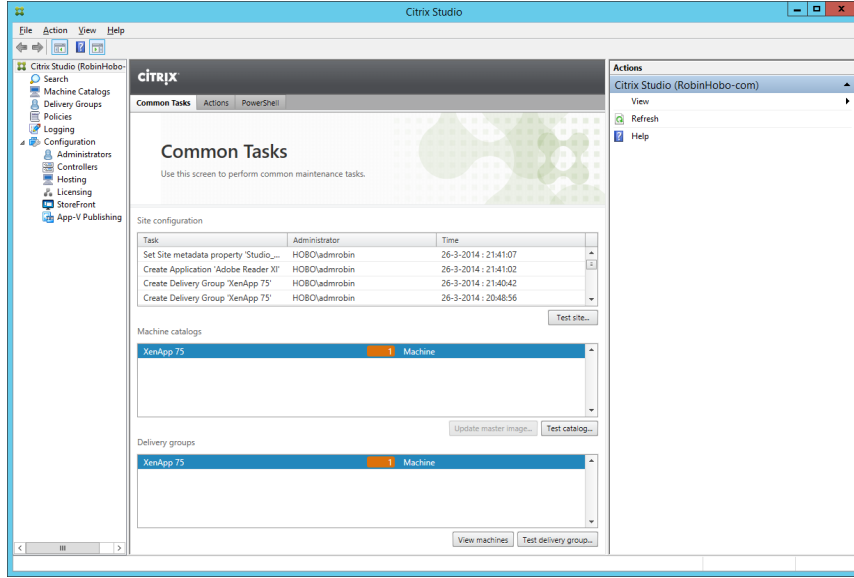 Citrix Studio
File Action View Help
Citrix Studio (RobinHobo-
Search
Machine Catalogs
Delivery Groups
Policies
Logging
Configuration
Administrators
Controllers
Hosting
Licensing
StoreFront
App-V Publishing
CITRIX
Common Tasks Actions PowerShell
Common Tasks
Use this screen to perform common maintenance tasks.
Site configuration
Task Administrator Time
Set Site metadata property 'Studio_... HOBO\admrobin 26-3-2014 : 21:41:07
Create Application 'Adobe Reader XI' HOBO\admrobin 26-3-2014 : 21:41:02
Create Delivery Group 'XenApp 75' HOBO\admrobin 26-3-2014 : 21:40:42
Create Delivery Group 'XenApp 75' HOBO\admrobin 26-3-2014 : 20:48:56
Test site...
Machine catalogs
XenApp 75 1 Machine
Update master image... Test catalog...
Delivery groups
XenApp 75 1 Machine
View machines Test delivery group...
Actions
Citrix Studio (RobinHobo-com)
View
Refresh
Help